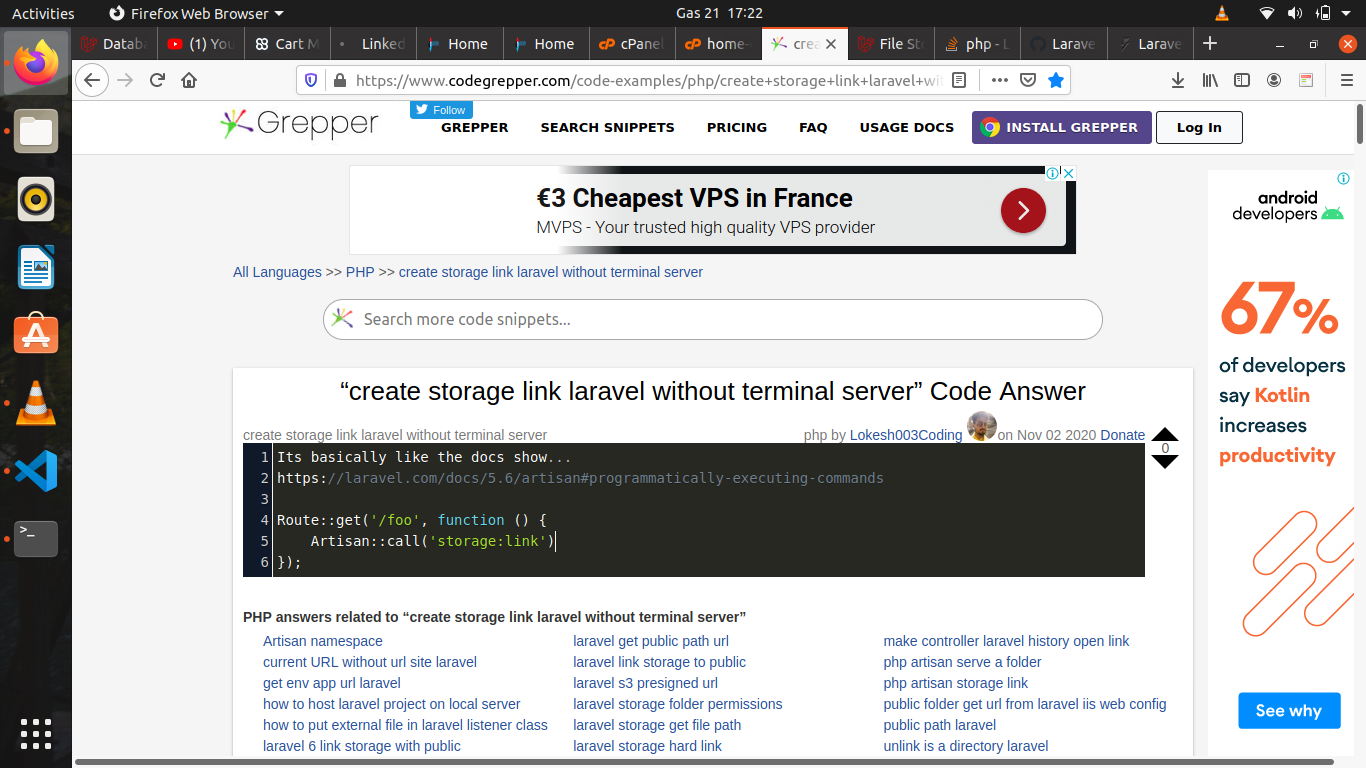 Activities
Firefox Web Browser
Gas 21 17:22
Datab
(1) You
Cart M
Linked
Home
Home
cPanel
home-
crea
File St
php - L
Larave
Larave
https://www.codegrepper.com/code-examples/php/create+storage+link+laravel+wit
Grepper
Follow
GREPPER
SEARCH SNIPPETS
PRICING
FAQ
USAGE DOCS
INSTALL GREPPER
Log In
€3 Cheapest VPS in France
MVPS - Your trusted high quality VPS provider
All Languages >> PHP >> create storage link laravel without terminal server
Search more code snippets...
“create storage link laravel without terminal server” Code Answer
create storage link laravel without terminal server
php by Lokesh003Coding on Nov 02 2020 Donate
0
1 Its basically like the docs show...
2 https://laravel.com/docs/5.6/artisan#programmatically-executing-commands
3
4 Route::get('/foo', function () {
5 Artisan::call('storage:link')
6 });
PHP answers related to “create storage link laravel without terminal server”
Artisan namespace
current URL without url site laravel
get env app url laravel
how to host laravel project on local server
how to put external file in laravel listener class
laravel 6 link storage with public
laravel get public path url
laravel link storage to public
laravel s3 presigned url
laravel storage folder permissions
laravel storage get file path
laravel storage hard link
make controller laravel history open link
php artisan serve a folder
php artisan storage link
public folder get url from laravel iis web config
public path laravel
unlink is a directory laravel
android
developers
67%
of developers
say Kotlin
increases
productivity
See why